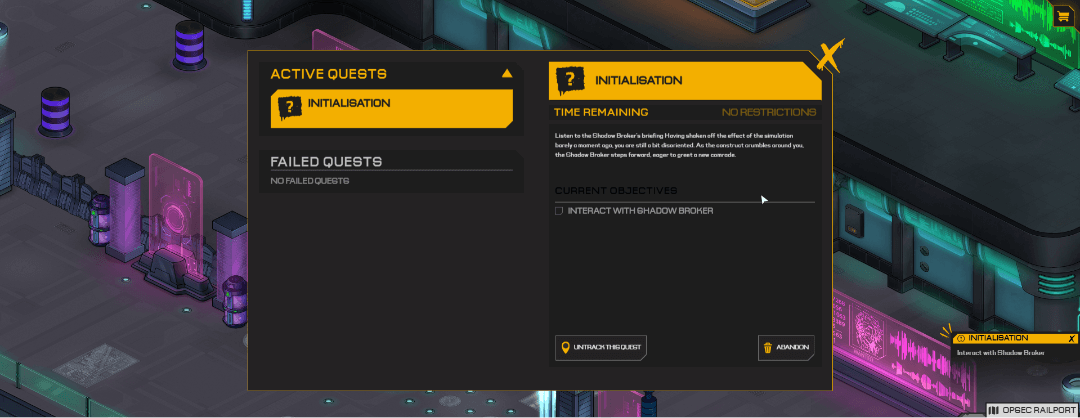 ACTIVE QUESTS
INITIALISATION
FAILED QUESTS
NO FAILED QUESTS
INITIALISATION
TIME REMAINING
NO RESTRICTIONS
Listen to the Shadow Broker's briefing Having shaken off the effect of the simulation
barely a moment ago, you are still a bit disoriented. As the construct crumbles around you,
the Shadow Broker steps forward, eager to greet a new comrade.
CURRENT OBJECTIVES
INTERACT WITH SHADOW BROKER
UNTRACK THIS QUEST
ABANDON
INITIALISATION
Interact with Shadow Broker
OPSEC RAILPORT